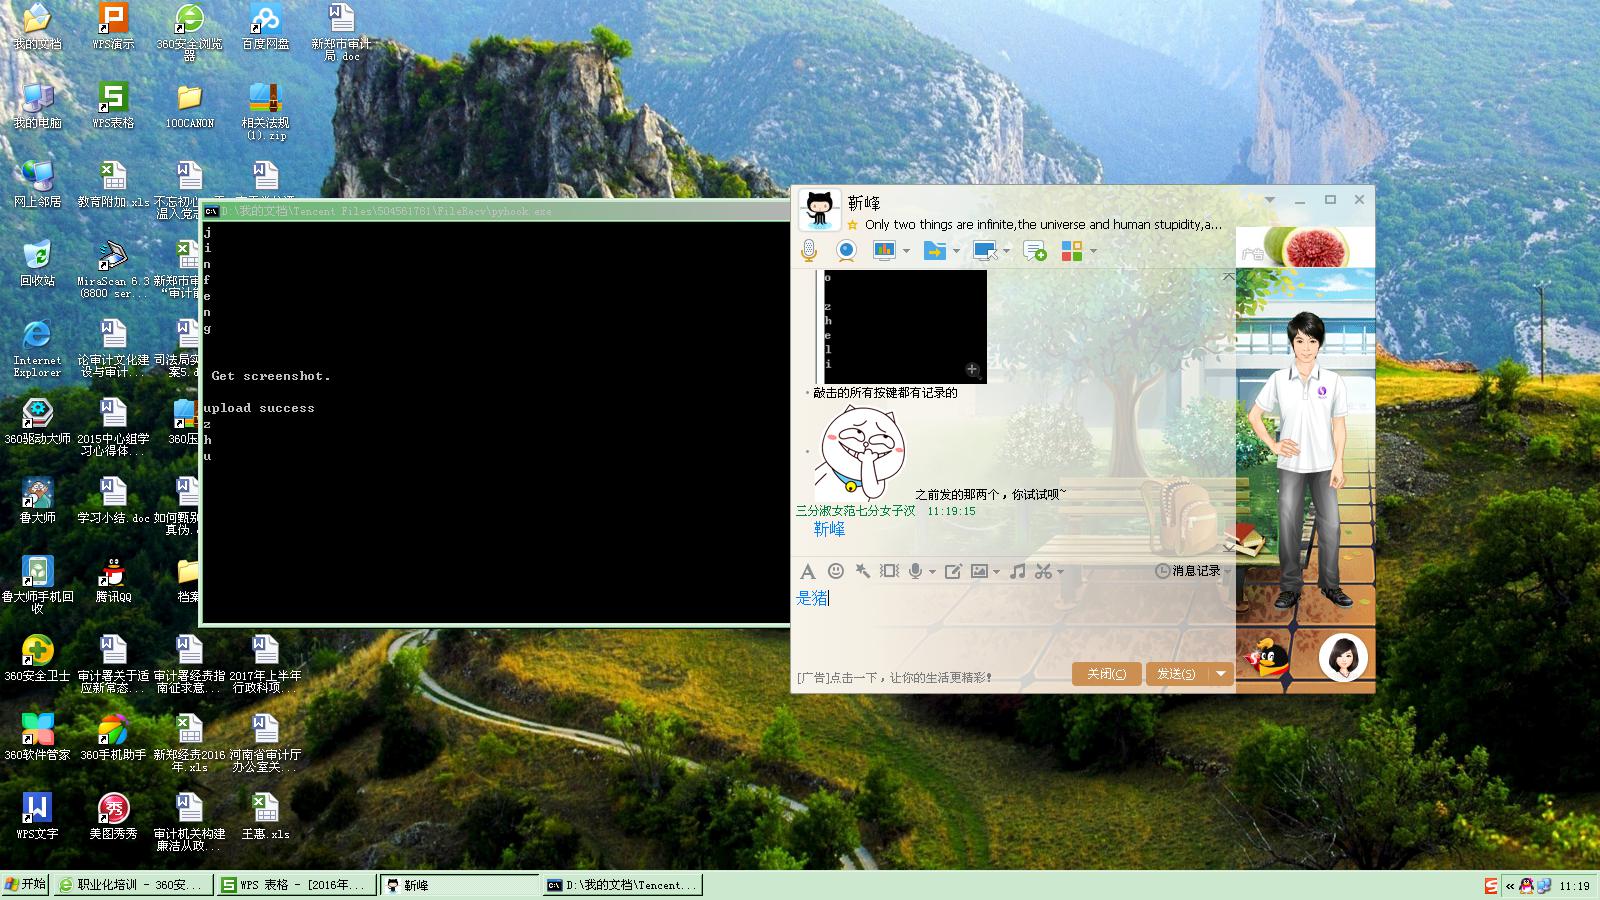 我的文档
WPS演示
360安全浏览
器
百度网盘
新郑市审计
局.doc
我的电脑
WPS表格
100CANON
相关法规
(1).zip
网上邻居
教育附加.xls
不忘初心
温入党志
回收站
MiraScan 6.3
(8800 ser...
新郑市审
“审计
Internet
Explorer
论审计文化建
设与审计...
司法局实
案5.d
360驱动大师
2015中心组学
习心得体...
360压
鲁大师
学习小结.doc
如何甄别
真伪.
鲁大师手机回
收
腾讯QQ
档案
360安全卫士
审计署关于适
应新常态...
审计署经责指
南征求意...
2017年上半年
行政科项...
360软件管家
360手机助手
新郑经责2016
年.xls
河南省审计厅
办公室关...
WPS文字
美图秀秀
审计机关构建
廉洁从政...
王惠.xls
D:\我的文档\Tencent Files\504561781\FileRecv\pyhook.exe
j
i
n
f
e
n
g
Get screenshot.
upload success
z
h
u
靳峰
Only two things are infinite,the universe and human stupidity,a...
广告
o
z
h
e
l
i
敲击的所有按键都有记录的
之前发的那两个，你试试呗~
三分淑女范七分女子汉 11:19:15
靳峰
消息记录
是猪
[广告]点击一下，让你的生活更精彩!
关闭(C)
发送(S)
开始
职业化培训 - 360安...
WPS 表格 - [2016年...
靳峰
D:\我的文档\Tencent...
11:19